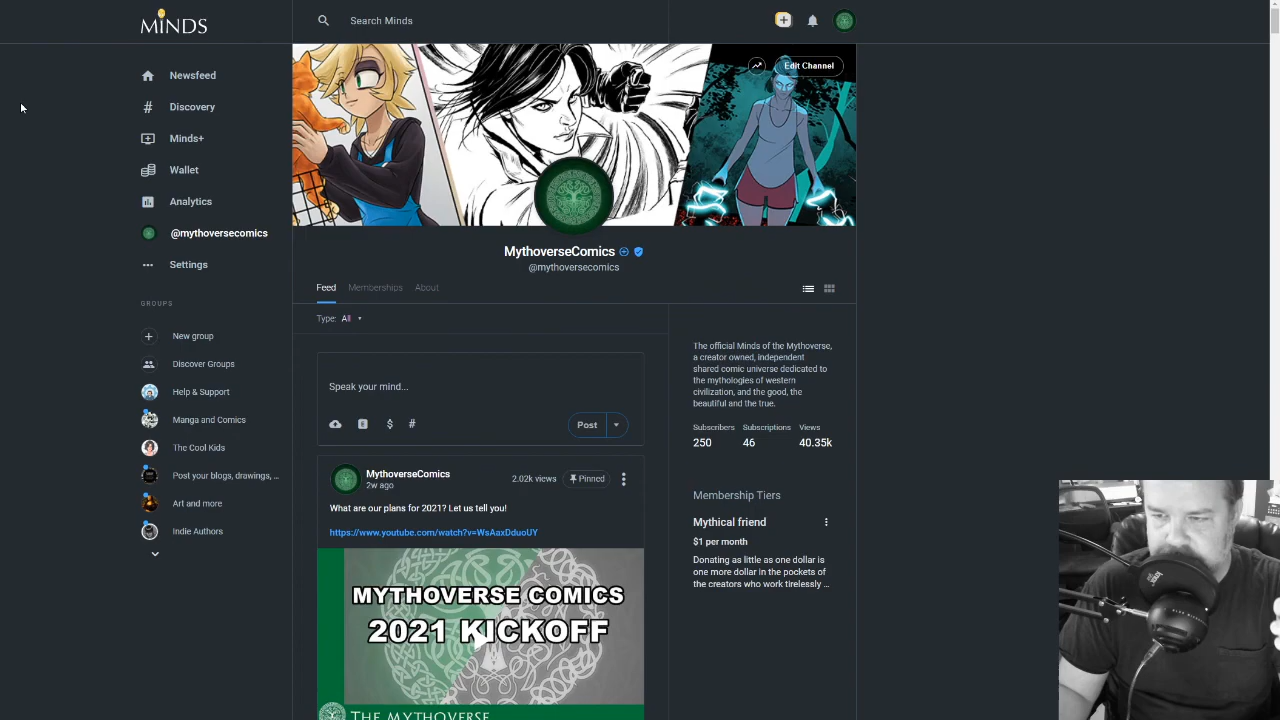 MINDS
Search Minds
Newsfeed
Discovery
Minds+
Wallet
Analytics
@mythoversecomics
Settings
GROUPS
New group
Discover Groups
Help & Support
Manga and Comics
The Cool Kids
Post your blogs, drawings, ...
Art and more
Indie Authors
Edit Channel
MythoverseComics
@mythoversecomics
Feed
Memberships
About
Type: All
Speak your mind...
Post
MythoverseComics
2w ago
2.02k views
Pinned
What are our plans for 2021? Let us tell you!
https://www.youtube.com/watch?v=WsAaxDduoUY
MYTHOVERSE COMICS
2021 KICKOFF
THE MYTHOVERSE
The official Minds of the Mythoverse,
a creator owned, independent
shared comic universe dedicated to
the mythologies of western
civilization, and the good, the
beautiful and the true.
Subscribers Subscriptions Views
250 46 40.35k
Membership Tiers
Mythical friend
$1 per month
Donating as little as one dollar is
one more dollar in the pockets of
the creators who work tirelessly ...